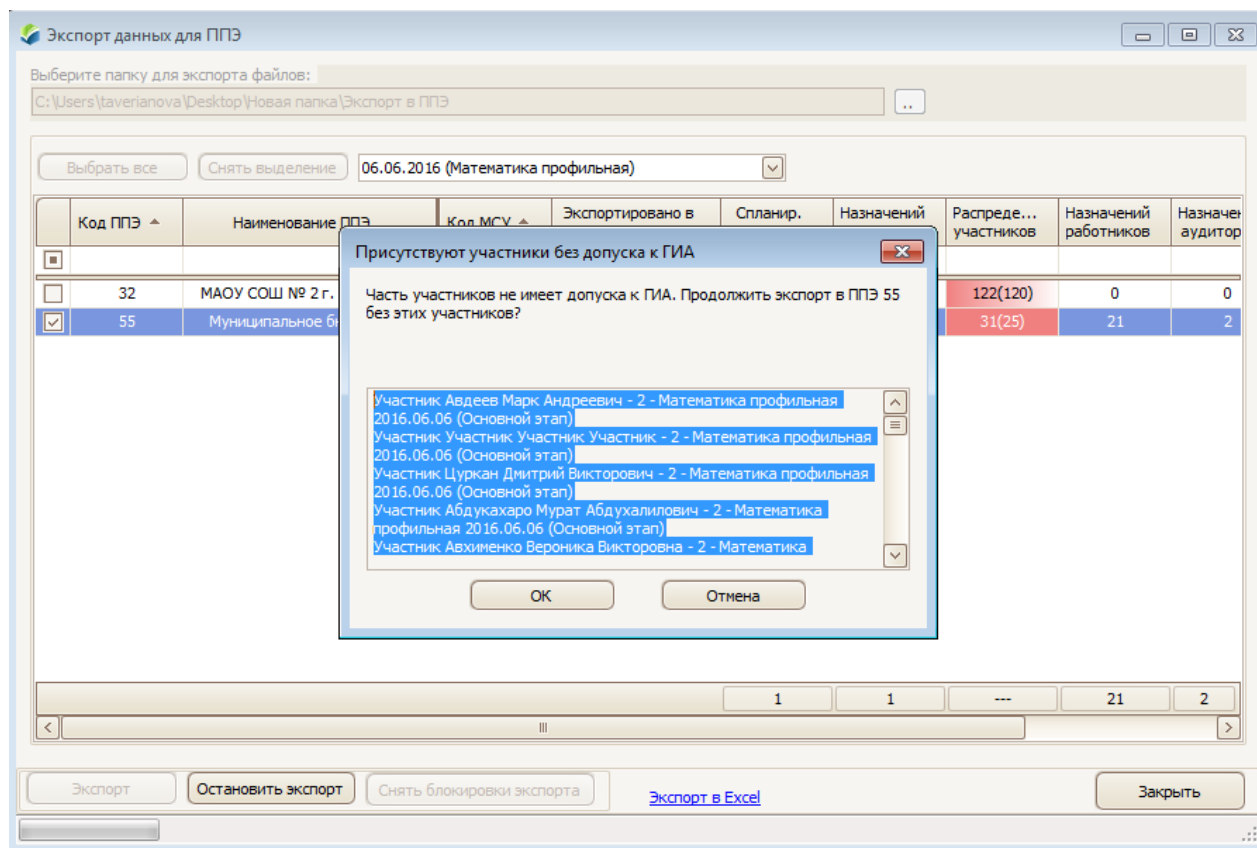 Экспорт данных для ППЭ
Выберите папку для экспорта файлов:
C:\Users\taverianova\Desktop\Новая папка\Экспорт в ППЭ
..
Выбрать все
Снять выделение
06.06.2016 (Математика профильная)
Код ППЭ
Наименование ППЭ
Код МСУ
Экспортировано в
Спланир.
Назначений
Распреде... участников
Назначений работников
Назначен аудитор
Присутствуют участники без допуска к ГИА
32
МАОУ СОШ № 2 г.
122(120)
0
0
55
Муниципальное б
31(25)
21
2
Часть участников не имеет допуска к ГИА. Продолжить экспорт в ППЭ 55
без этих участников?
Участник Авдеев Марк Андреевич - 2 - Математика профильная
2016.06.06 (Основной этап)
Участник Участник Участник Участник - 2 - Математика профильная
2016.06.06 (Основной этап)
Участник Цуркан Дмитрий Викторович - 2 - Математика профильная
2016.06.06 (Основной этап)
Участник Абдукахаро Мурат Абдухалилович - 2 - Математика
профильная 2016.06.06 (Основной этап)
Участник Авхименко Вероника Викторовна - 2 - Математика
OK
Отмена
1
1
---
21
2
Экспорт
Остановить экспорт
Снять блокировки экспорта
Экспорт в Excel
Закрыть